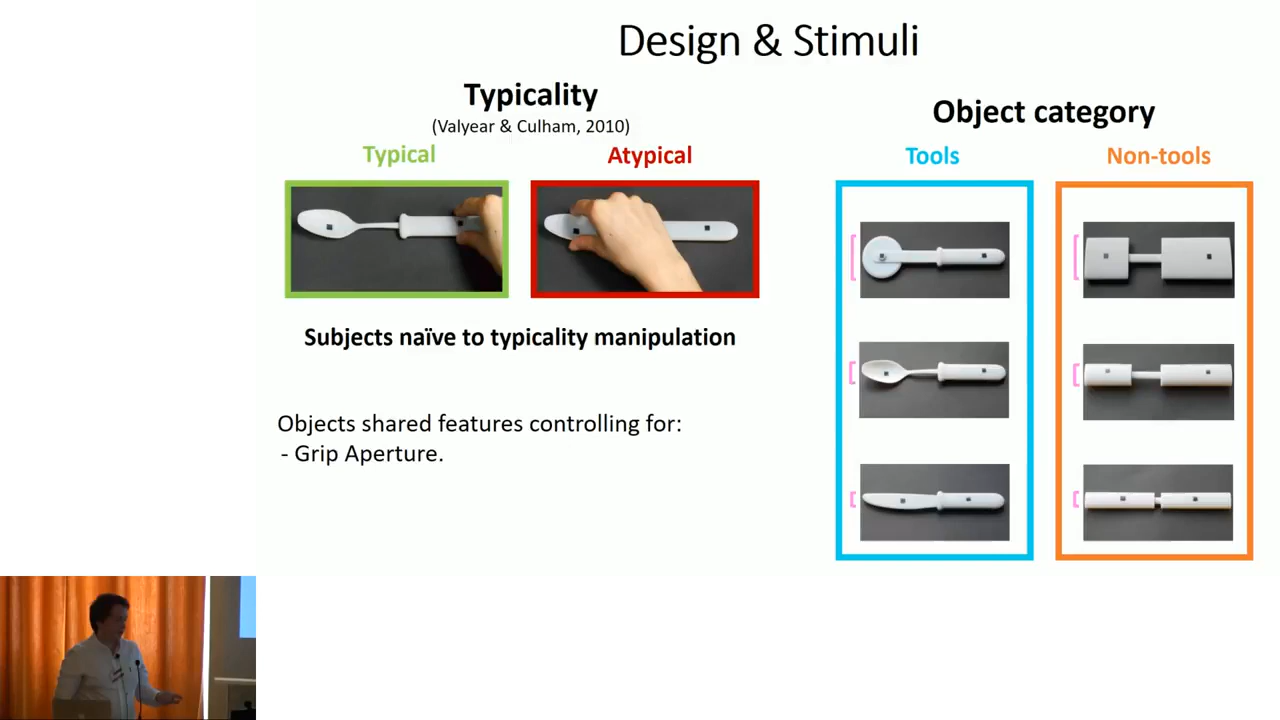 Design & Stimuli
Typicality
(Valyear & Culham, 2010)
Typical
Atypical
Subjects naïve to typicality manipulation
Objects shared features controlling for:
- Grip Aperture.
Object category
Tools
Non-tools